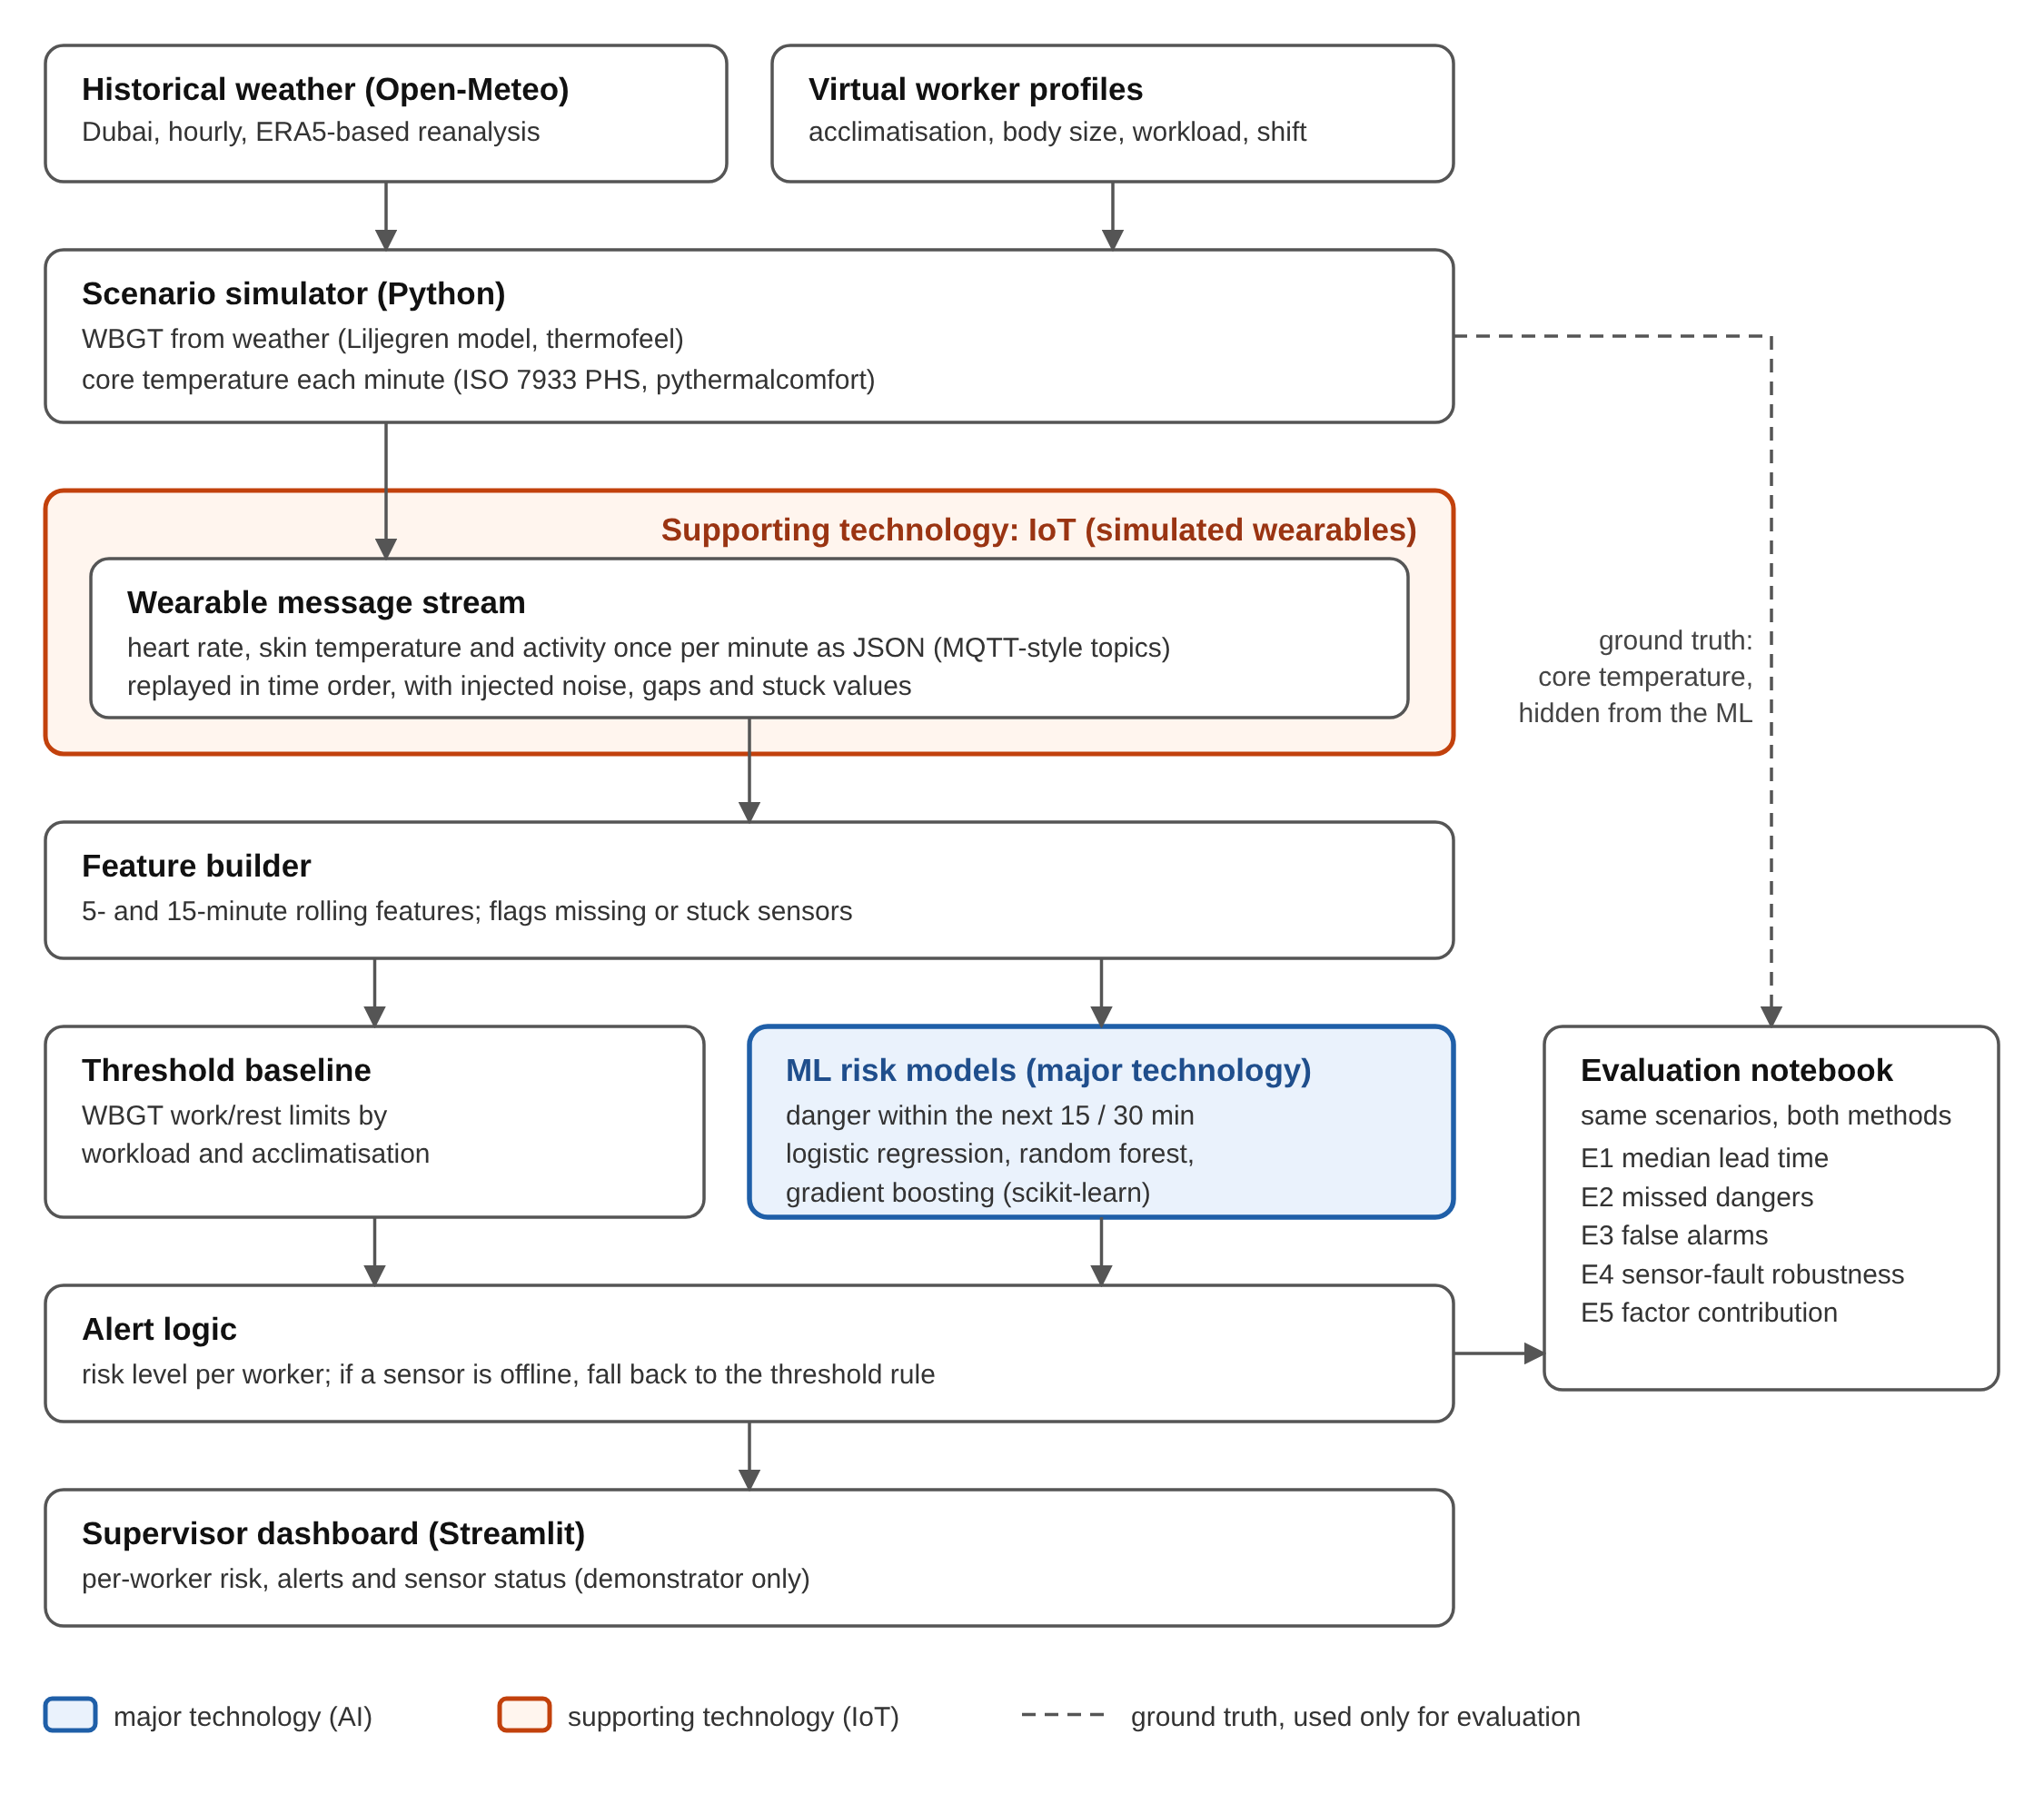 Historical weather (Open-Meteo)
Dubai, hourly, ERA5-based reanalysis
Virtual worker profiles
acclimatisation, body size, workload, shift
Scenario simulator (Python)
WBGT from weather (Liljegren model, thermofeel)
core temperature each minute (ISO 7933 PHS, pythermalcomfort)
Supporting technology: IoT (simulated wearables)
Wearable message stream
heart rate, skin temperature and activity once per minute as JSON (MQTT-style topics)
replayed in time order, with injected noise, gaps and stuck values
ground truth:
core temperature,
hidden from the ML
Feature builder
5- and 15-minute rolling features; flags missing or stuck sensors
Threshold baseline
WBGT work/rest limits by
workload and acclimatisation
ML risk models (major technology)
danger within the next 15 / 30 min
logistic regression, random forest,
gradient boosting (scikit-learn)
Evaluation notebook
same scenarios, both methods
E1 median lead time
E2 missed dangers
E3 false alarms
E4 sensor-fault robustness
E5 factor contribution
Alert logic
risk level per worker; if a sensor is offline, fall back to the threshold rule
Supervisor dashboard (Streamlit)
per-worker risk, alerts and sensor status (demonstrator only)
major technology (AI)
supporting technology (IoT)
ground truth, used only for evaluation